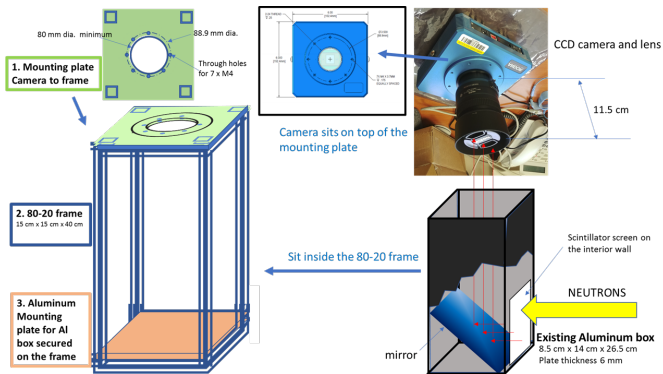 80 mm dia. minimum
88.9 mm dia.
Through holes
for 7 x M4
1. Mounting plate
Camera to frame
Camera sits on top of the
mounting plate
CCD camera and lens
11.5 cm
2. 80-20 frame
15 cm x 15 cm x 40 cm
Sit inside the 80-20 frame
Scintillator screen on
the interior wall
NEUTRONS
3. Aluminum
Mounting
plate for Al
box secured
on the frame
mirror
Existing Aluminum box
8.5 cm x 14 cm x 26.5 cm
Plate thickness 6 mm